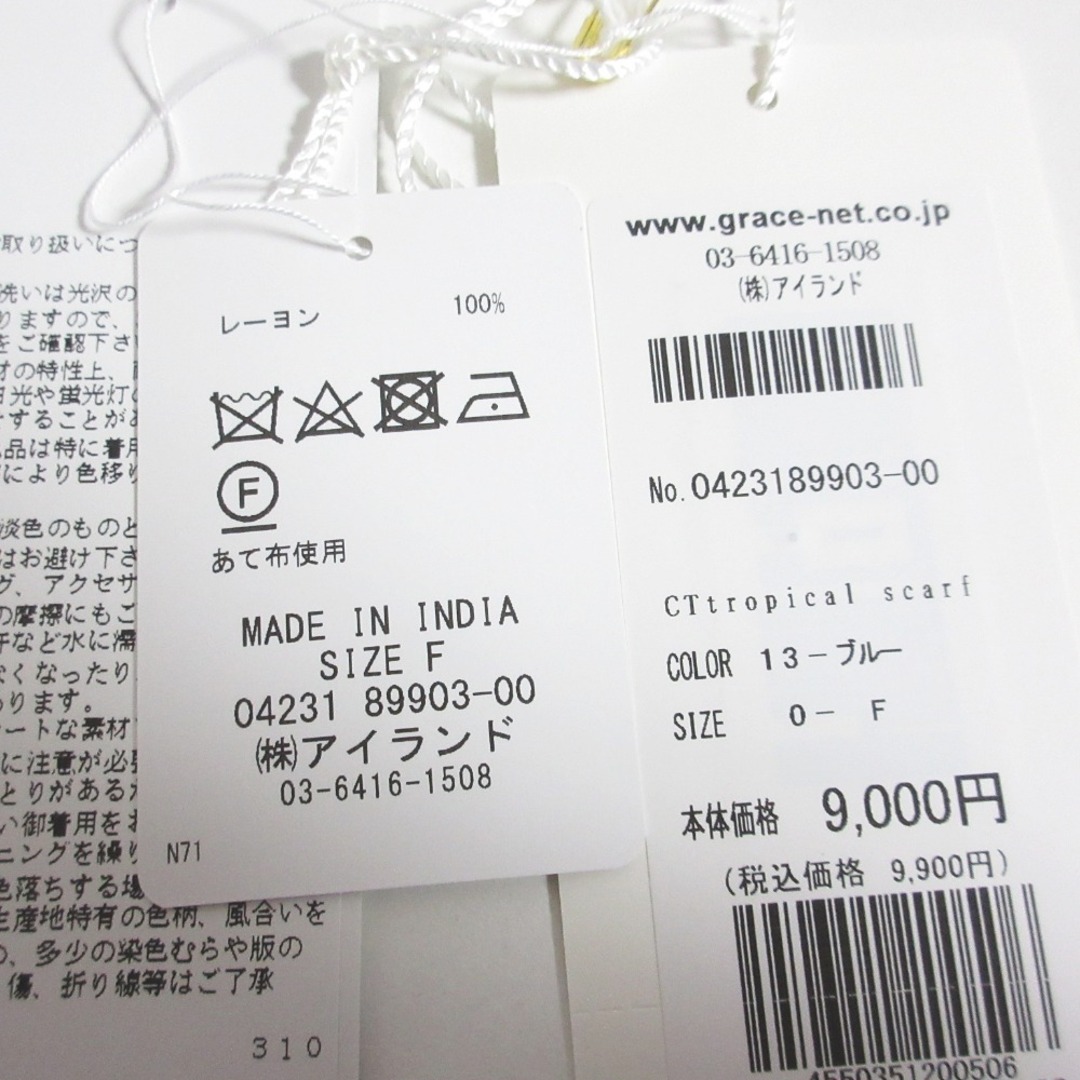 取り扱いにつ
洗いは光沢の
りますので、
をご確認下さ
材の特性上、
日光や蛍光灯の
することがあ
品は特に着用
により色移り
淡色のものと
はお避け下さ
グ、アクセサ
の摩擦にもご
汗など水に濡
なくなったり
ります。
ートな素材
に注意が必要
とりがあるか
い御着用をお
ニングを繰り
色落ちする場
生産地特有の色柄、風合いを
の、多少の染色むらや版の
傷、折り線等はご了承
310
レーヨン 100%
F
あて布使用
MADE IN INDIA
SIZE F
04231 89903-00
(株)アイランド
03-6416-1508
N71
www.grace-net.co.jp
03-6416-1508
(株)アイランド
No.0423189903-00
CTtropical scarf
COLOR 13-ブルー
SIZE 0- F
本体価格 9,000円
(税込価格 9,900円)
4550351200506